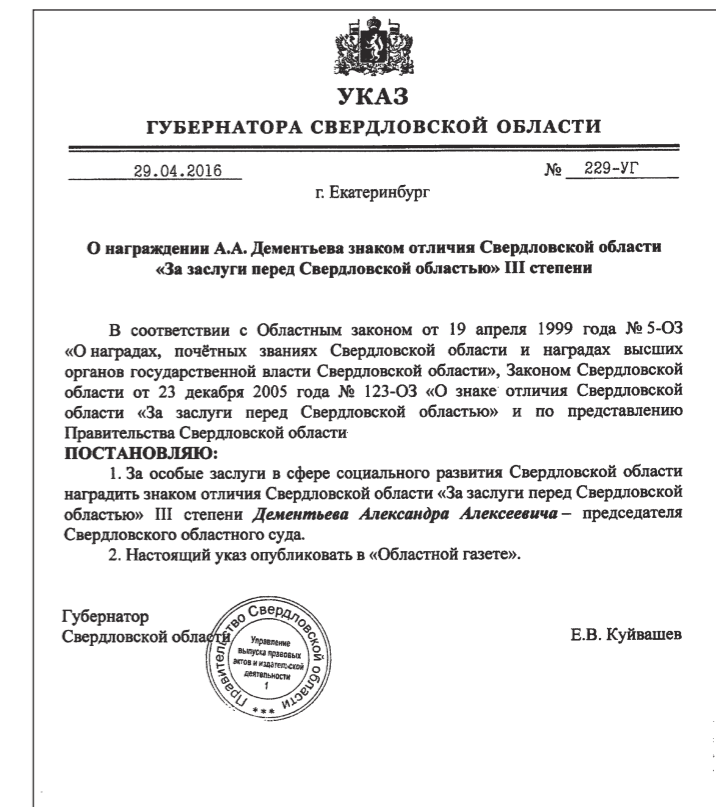 УКАЗ
ГУБЕРНАТОРА СВЕРДЛОВСКОЙ ОБЛАСТИ
29.04.2016 № 229-УГ
г. Екатеринбург
О награждении А.А. Дементьева знаком отличия Свердловской области
«За заслуги перед Свердловской областью» III степени
В соответствии с Областным законом от 19 апреля 1999 года № 5-ОЗ
«О наградах, почётных званиях Свердловской области и наградах высших
органов государственной власти Свердловской области», Законом Свердловской
области от 23 декабря 2005 года № 123-ОЗ «О знаке отличия Свердловской
области «За заслуги перед Свердловской областью» и по представлению
Правительства Свердловской области
ПОСТАНОВЛЯЮ:
1. За особые заслуги в сфере социального развития Свердловской области
наградить знаком отличия Свердловской области «За заслуги перед Свердловской
областью» III степени Дементьева Александра Алексеевича – председателя
Свердловского областного суда.
2. Настоящий указ опубликовать в «Областной газете».
Губернатор
Свердловской области Е.В. Куйвашев
Правительство Свердловской области ***
Управление
выпуска правовых
актов и издательской
деятельности
1